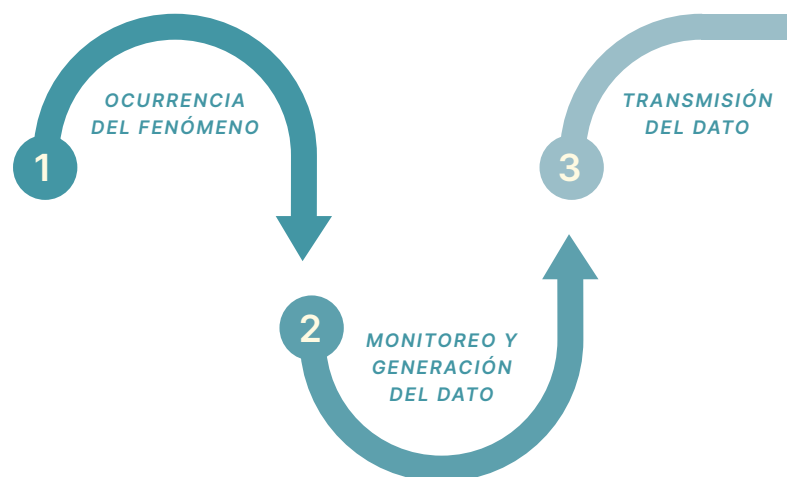 1
OCURRENCIA
DEL FENÓMENO
2
MONITOREO Y
GENERACIÓN
DEL DATO
3
TRANSMISIÓN
DEL DATO